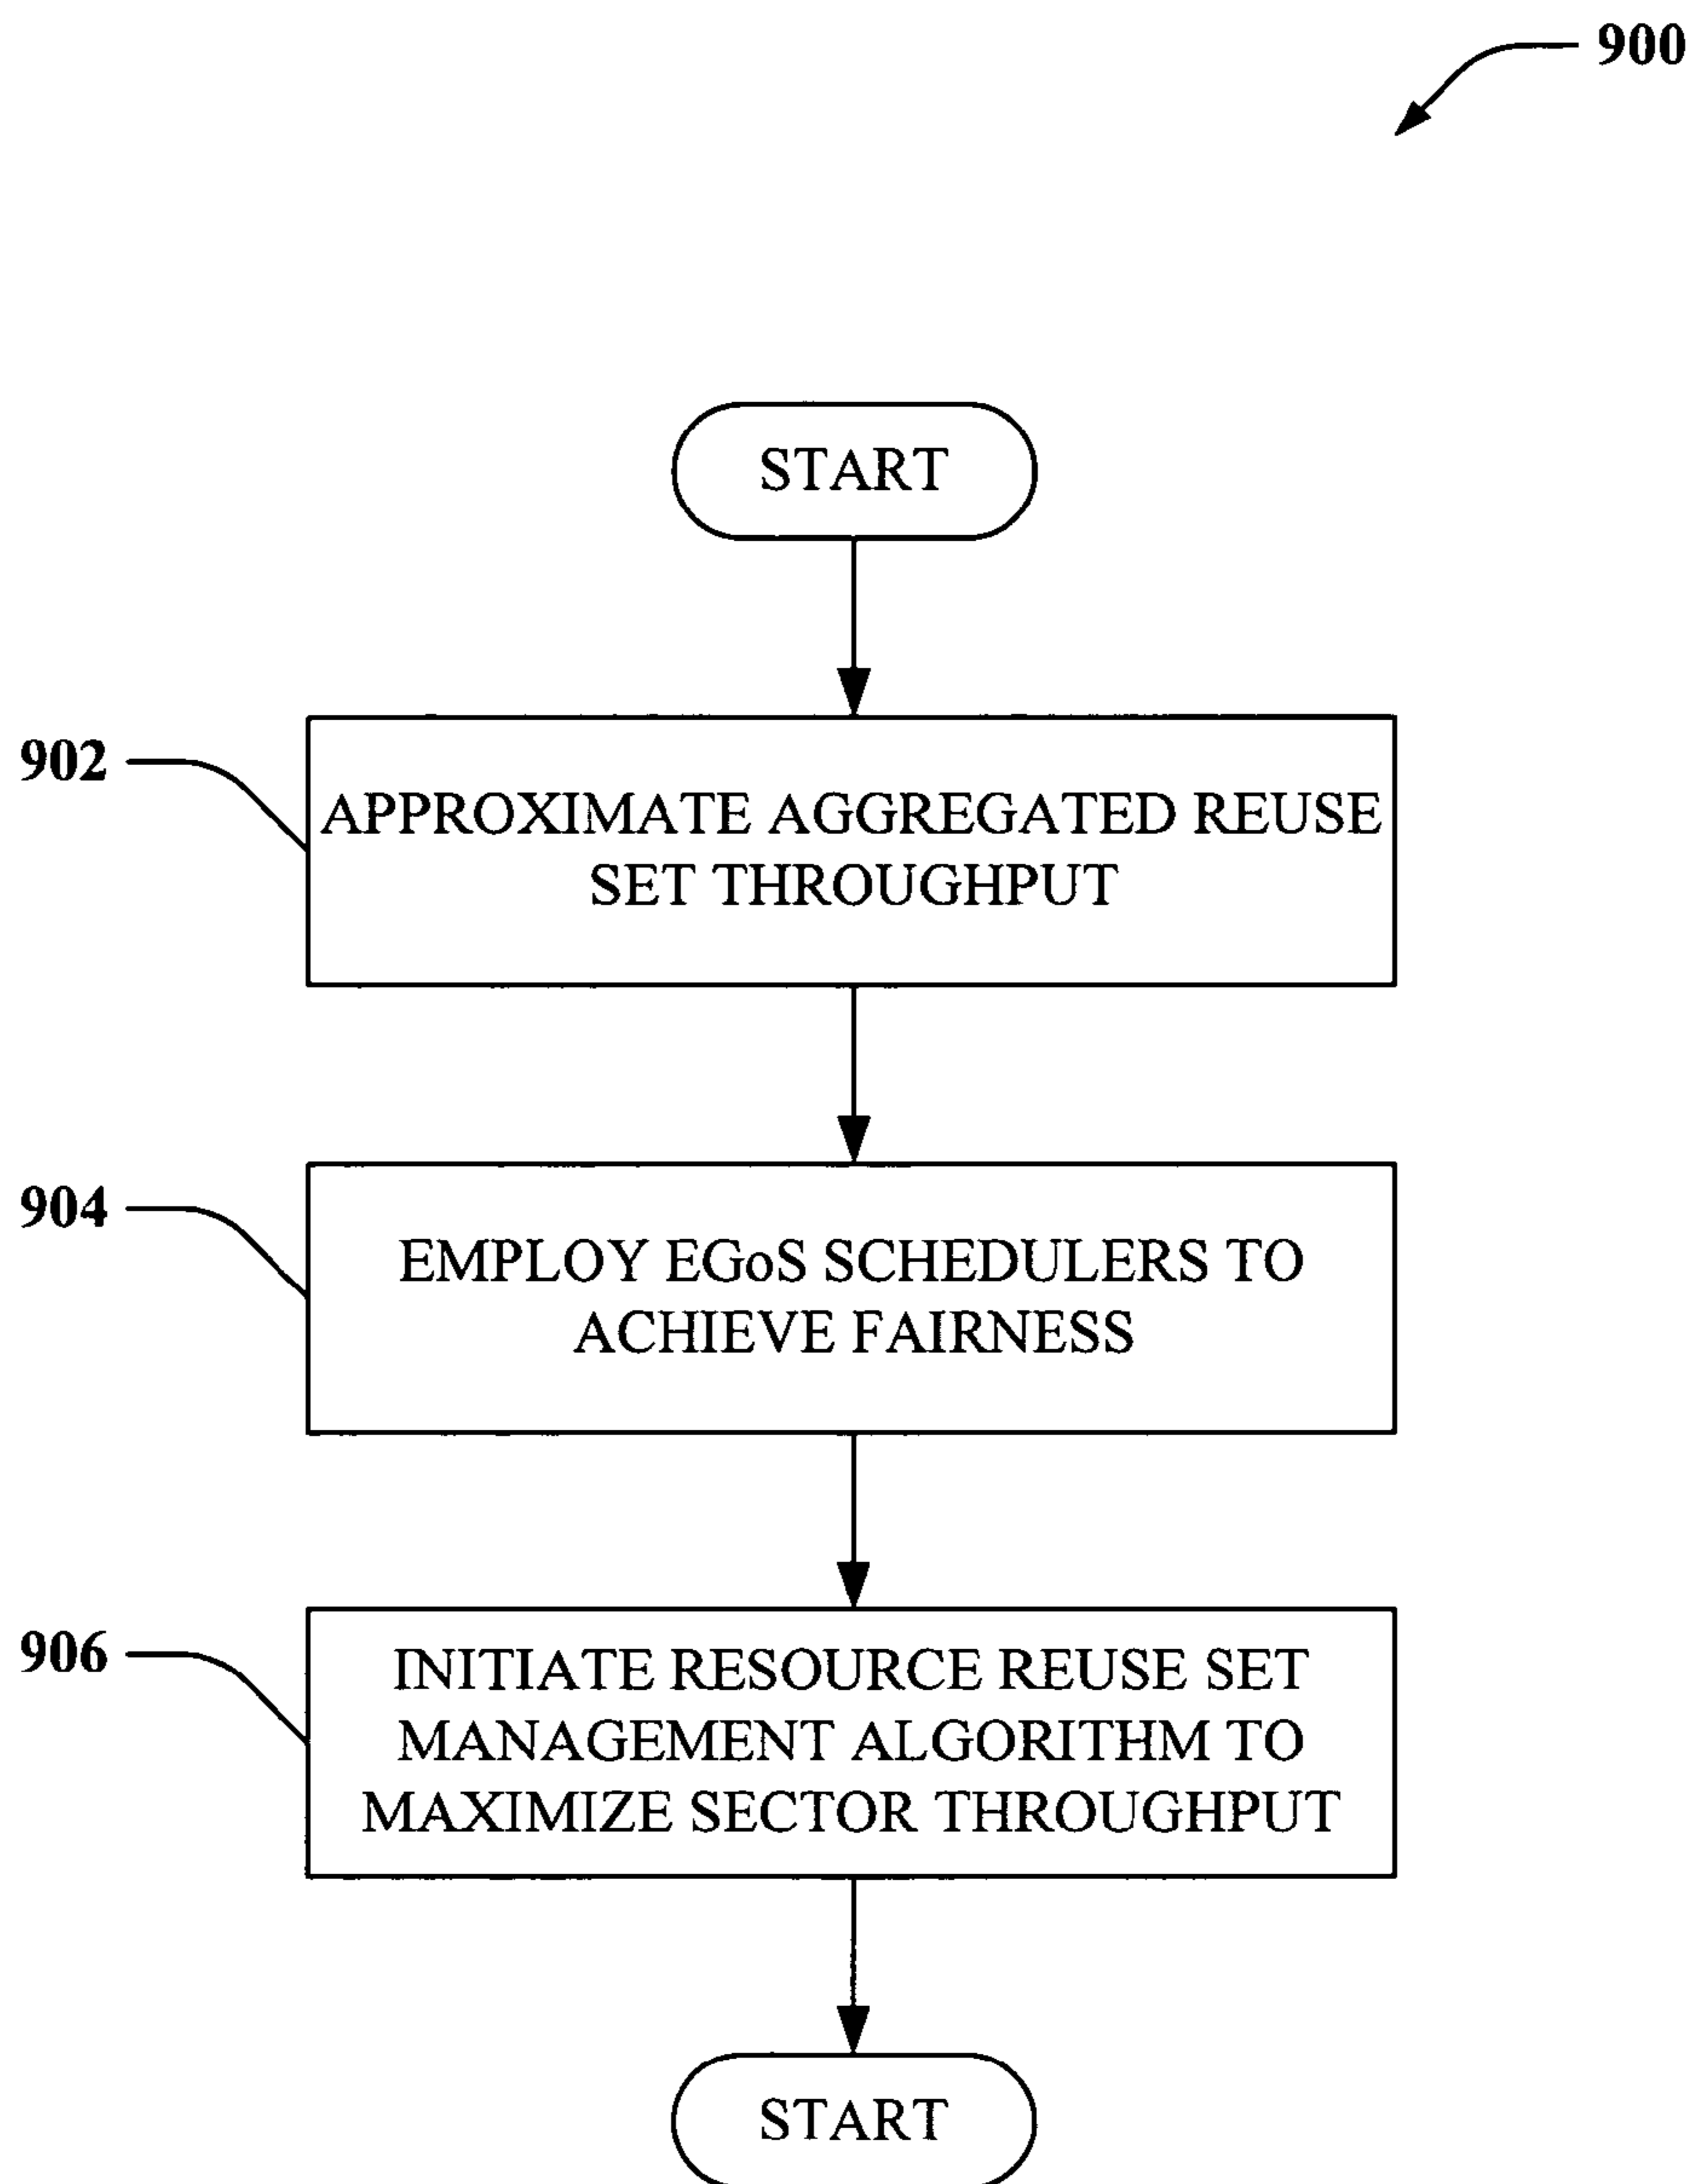 900
START
902
APPROXIMATE AGGREGATED REUSE
SET THROUGHPUT
904
EMPLOY EGoS SCHEDULERS TO
ACHIEVE FAIRNESS
906
INITIATE RESOURCE REUSE SET
MANAGEMENT ALGORITHM TO
MAXIMIZE SECTOR THROUGHPUT
START